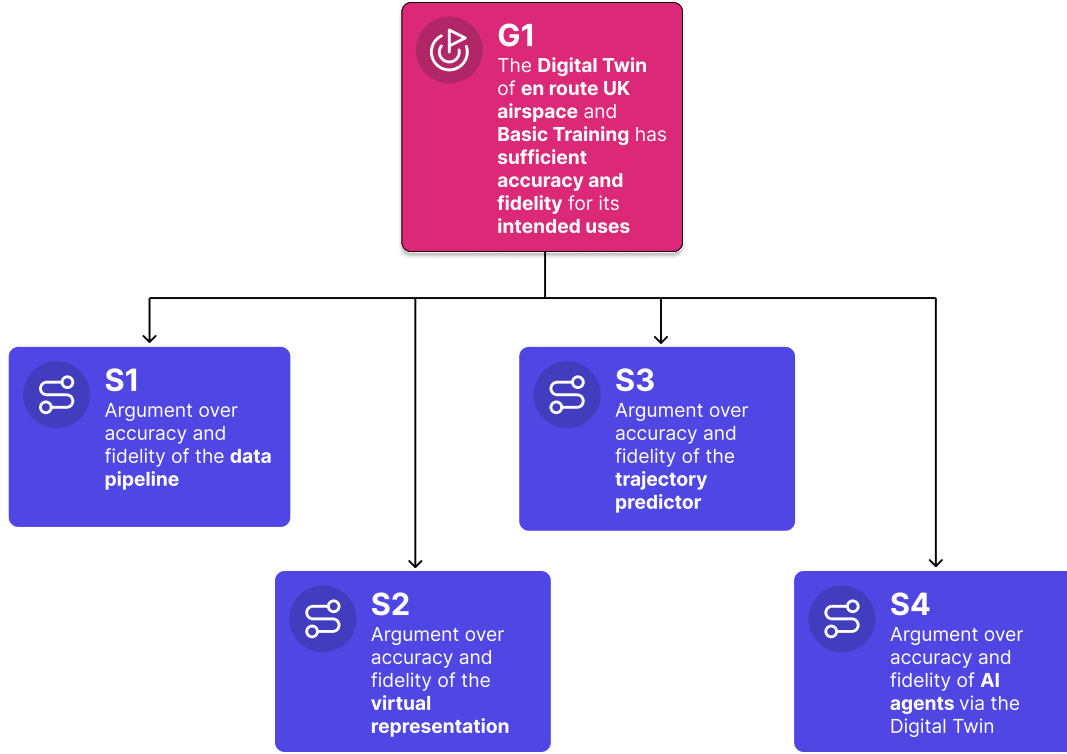 G1
The Digital Twin
of en route UK
airspace and
Basic Training has
sufficient
accuracy and
fidelity for its
intended uses
S1
Argument over
accuracy and
fidelity of the data
pipeline
S3
Argument over
accuracy and
fidelity of the
trajectory
predictor
S2
Argument over
accuracy and
fidelity of the
virtual
representation
S4
Argument over
accuracy and
fidelity of AI
agents via the
Digital Twin